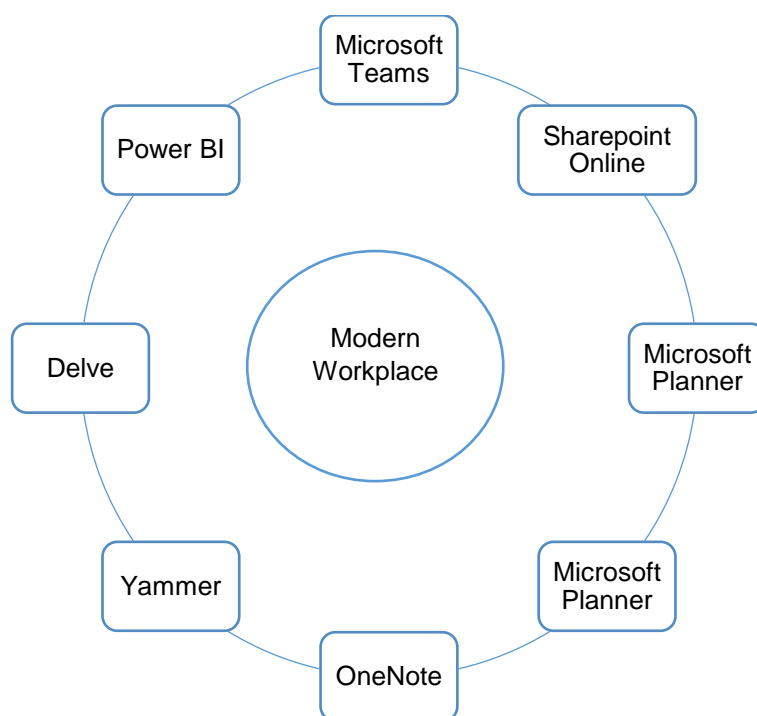 Microsoft
Teams
Power BI
Sharepoint
Online
Modern
Workplace
Delve
Microsoft
Planner
Yammer
Microsoft
Planner
OneNote